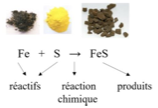 Fe + S → FeS
réactifs réaction produits
chimique